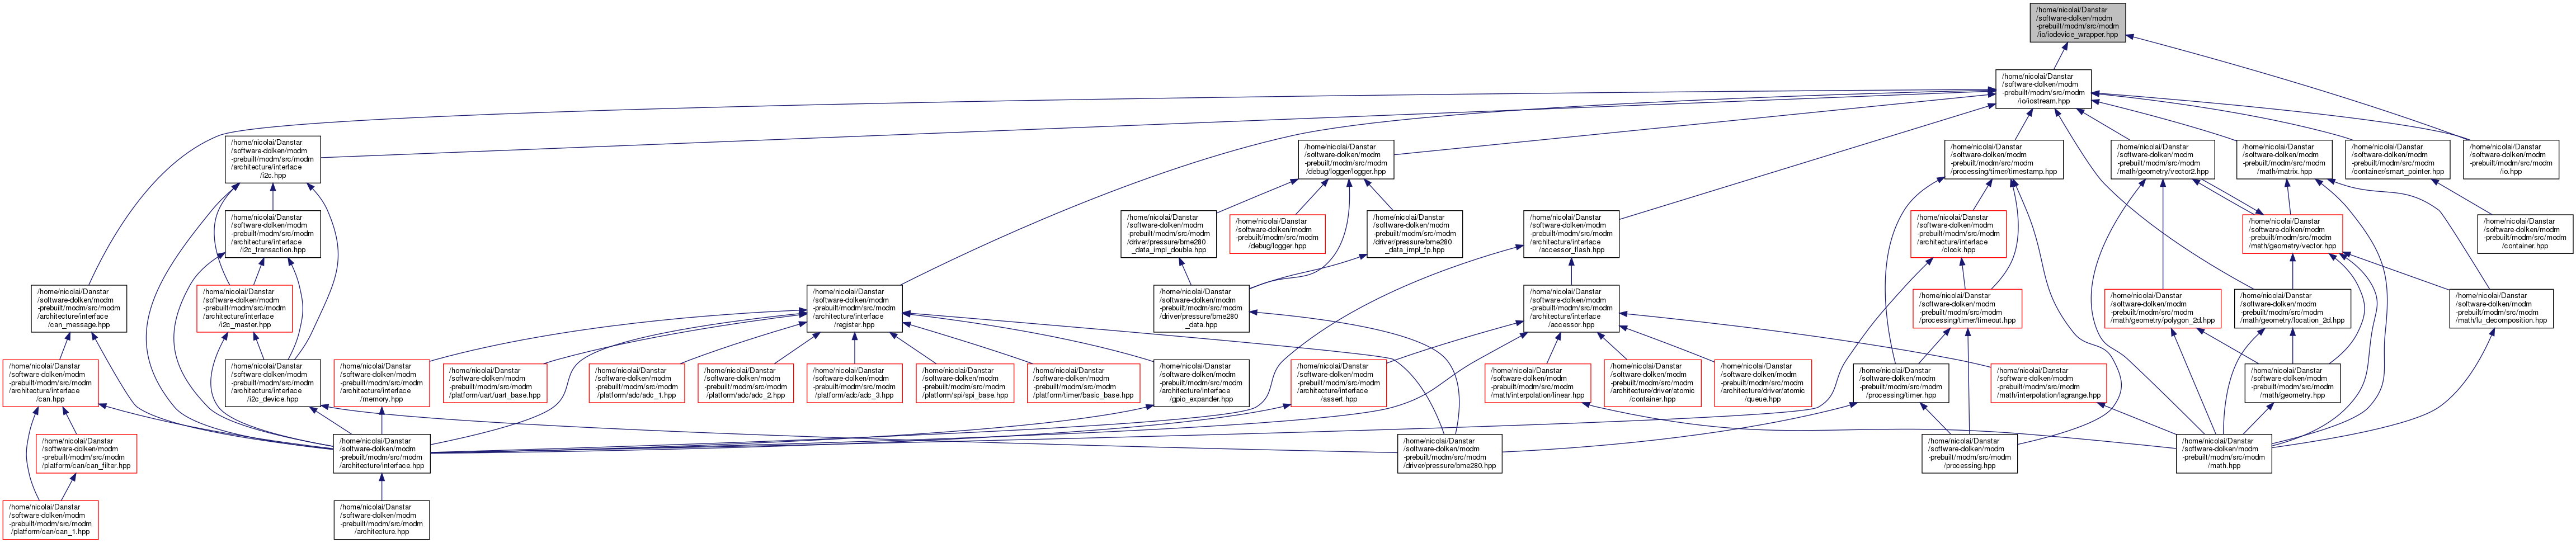 /home/nicolai/Danstar
/software-dolken/modm
-prebuilt/modm/src/modm
/io/iodevice_wrapper.hpp
/home/nicolai/Danstar
/software-dolken/modm
-prebuilt/modm/src/modm
/io/iostream.hpp
/home/nicolai/Danstar
/software-dolken/modm
-prebuilt/modm/src/modm
/architecture/interface
/i2c.hpp
/home/nicolai/Danstar
/software-dolken/modm
-prebuilt/modm/src/modm
/debug/logger/logger.hpp
/home/nicolai/Danstar
/software-dolken/modm
-prebuilt/modm/src/modm
/processing/timer/timestamp.hpp
/home/nicolai/Danstar
/software-dolken/modm
-prebuilt/modm/src/modm
/math/geometry/vector2.hpp
/home/nicolai/Danstar
/software-dolken/modm
-prebuilt/modm/src/modm
/math/matrix.hpp
/home/nicolai/Danstar
/software-dolken/modm
-prebuilt/modm/src/modm
/container/smart_pointer.hpp
/home/nicolai/Danstar
/software-dolken/modm
-prebuilt/modm/src/modm
/io.hpp
/home/nicolai/Danstar
/software-dolken/modm
-prebuilt/modm/src/modm
/architecture/interface
/i2c_transaction.hpp
/home/nicolai/Danstar
/software-dolken/modm
-prebuilt/modm/src/modm
/driver/pressure/bme280
_data_impl_double.hpp
/home/nicolai/Danstar
/software-dolken/modm
-prebuilt/modm/src/modm
/debug/logger.hpp
/home/nicolai/Danstar
/software-dolken/modm
-prebuilt/modm/src/modm
/driver/pressure/bme280
_data_impl_fp.hpp
/home/nicolai/Danstar
/software-dolken/modm
-prebuilt/modm/src/modm
/architecture/interface
/accessor_flash.hpp
/home/nicolai/Danstar
/software-dolken/modm
-prebuilt/modm/src/modm
/architecture/interface
/clock.hpp
/home/nicolai/Danstar
/software-dolken/modm
-prebuilt/modm/src/modm
/math/geometry/vector.hpp
/home/nicolai/Danstar
/software-dolken/modm
-prebuilt/modm/src/modm
/container.hpp
/home/nicolai/Danstar
/software-dolken/modm
-prebuilt/modm/src/modm
/architecture/interface
/can_message.hpp
/home/nicolai/Danstar
/software-dolken/modm
-prebuilt/modm/src/modm
/architecture/interface
/i2c_master.hpp
/home/nicolai/Danstar
/software-dolken/modm
-prebuilt/modm/src/modm
/architecture/interface
/register.hpp
/home/nicolai/Danstar
/software-dolken/modm
-prebuilt/modm/src/modm
/driver/pressure/bme280
_data.hpp
/home/nicolai/Danstar
/software-dolken/modm
-prebuilt/modm/src/modm
/architecture/interface
/accessor.hpp
/home/nicolai/Danstar
/software-dolken/modm
-prebuilt/modm/src/modm
/processing/timer/timeout.hpp
/home/nicolai/Danstar
/software-dolken/modm
-prebuilt/modm/src/modm
/math/geometry/polygon_2d.hpp
/home/nicolai/Danstar
/software-dolken/modm
-prebuilt/modm/src/modm
/math/geometry/location_2d.hpp
/home/nicolai/Danstar
/software-dolken/modm
-prebuilt/modm/src/modm
/math/lu_decomposition.hpp
/home/nicolai/Danstar
/software-dolken/modm
-prebuilt/modm/src/modm
/architecture/interface
/can.hpp
/home/nicolai/Danstar
/software-dolken/modm
-prebuilt/modm/src/modm
/architecture/interface
/i2c_device.hpp
/home/nicolai/Danstar
/software-dolken/modm
-prebuilt/modm/src/modm
/architecture/interface
/memory.hpp
/home/nicolai/Danstar
/software-dolken/modm
-prebuilt/modm/src/modm
/platform/uart/uart_base.hpp
/home/nicolai/Danstar
/software-dolken/modm
-prebuilt/modm/src/modm
/platform/adc/adc_1.hpp
/home/nicolai/Danstar
/software-dolken/modm
-prebuilt/modm/src/modm
/platform/adc/adc_2.hpp
/home/nicolai/Danstar
/software-dolken/modm
-prebuilt/modm/src/modm
/platform/adc/adc_3.hpp
/home/nicolai/Danstar
/software-dolken/modm
-prebuilt/modm/src/modm
/platform/spi/spi_base.hpp
/home/nicolai/Danstar
/software-dolken/modm
-prebuilt/modm/src/modm
/platform/timer/basic_base.hpp
/home/nicolai/Danstar
/software-dolken/modm
-prebuilt/modm/src/modm
/architecture/interface
/gpio_expander.hpp
/home/nicolai/Danstar
/software-dolken/modm
-prebuilt/modm/src/modm
/architecture/interface
/assert.hpp
/home/nicolai/Danstar
/software-dolken/modm
-prebuilt/modm/src/modm
/math/interpolation/linear.hpp
/home/nicolai/Danstar
/software-dolken/modm
-prebuilt/modm/src/modm
/architecture/driver/atomic
/container.hpp
/home/nicolai/Danstar
/software-dolken/modm
-prebuilt/modm/src/modm
/architecture/driver/atomic
/queue.hpp
/home/nicolai/Danstar
/software-dolken/modm
-prebuilt/modm/src/modm
/processing/timer.hpp
/home/nicolai/Danstar
/software-dolken/modm
-prebuilt/modm/src/modm
/math/interpolation/lagrange.hpp
/home/nicolai/Danstar
/software-dolken/modm
-prebuilt/modm/src/modm
/math/geometry.hpp
/home/nicolai/Danstar
/software-dolken/modm
-prebuilt/modm/src/modm
/platform/can/can_filter.hpp
/home/nicolai/Danstar
/software-dolken/modm
-prebuilt/modm/src/modm
/architecture/interface.hpp
/home/nicolai/Danstar
/software-dolken/modm
-prebuilt/modm/src/modm
/driver/pressure/bme280.hpp
/home/nicolai/Danstar
/software-dolken/modm
-prebuilt/modm/src/modm
/processing.hpp
/home/nicolai/Danstar
/software-dolken/modm
-prebuilt/modm/src/modm
/math.hpp
/home/nicolai/Danstar
/software-dolken/modm
-prebuilt/modm/src/modm
/platform/can/can_1.hpp
/home/nicolai/Danstar
/software-dolken/modm
-prebuilt/modm/src/modm
/architecture.hpp